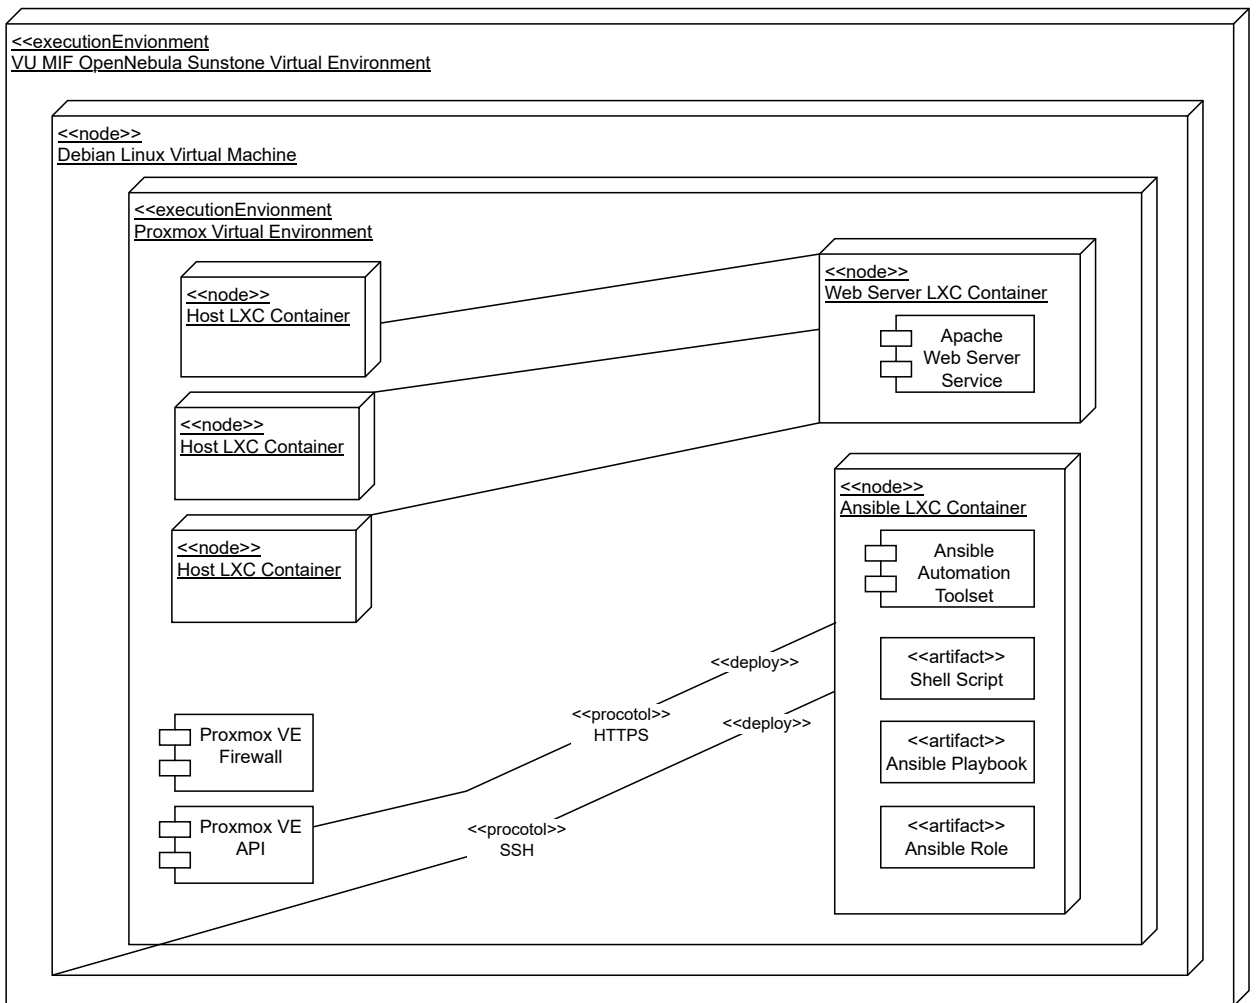 <<executionEnvionment
VU MIF OpenNebula Sunstone Virtual Environment
<<node>>
Debian Linux Virtual Machine
<<executionEnvionment
Proxmox Virtual Environment
<<node>>
Host LXC Container
<<node>>
Host LXC Container
<<node>>
Host LXC Container
<<node>>
Web Server LXC Container
Apache
Web Server
Service
<<node>>
Ansible LXC Container
Ansible
Automation
Toolset
<<artifact>>
Shell Script
<<artifact>>
Ansible Playbook
<<artifact>>
Ansible Role
<<deploy>>
<<procotol>>
HTTPS
<<deploy>>
<<procotol>>
SSH
Proxmox VE
Firewall
Proxmox VE
API